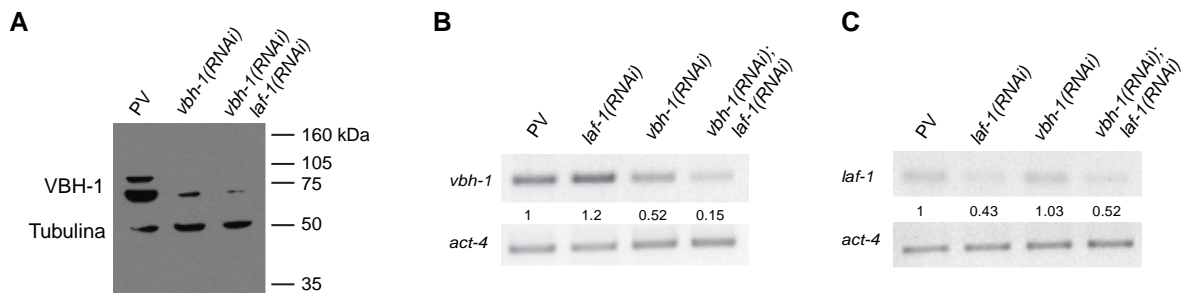 A
PV
vbh-1(RNAi)
vbh-1(RNAi)
laf-1(RNAi)
160 kDa
105
75
50
35
VBH-1
Tubulina
B
PV
laf-1(RNAi)
vbh-1(RNAi)
vbh-1(RNAi);
laf-1(RNAi)
vbh-1
1 1.2 0.52 0.15
act-4
C
PV
laf-1(RNAi)
vbh-1(RNAi)
vbh-1(RNAi);
laf-1(RNAi)
laf-1
1 0.43 1.03 0.52
act-4